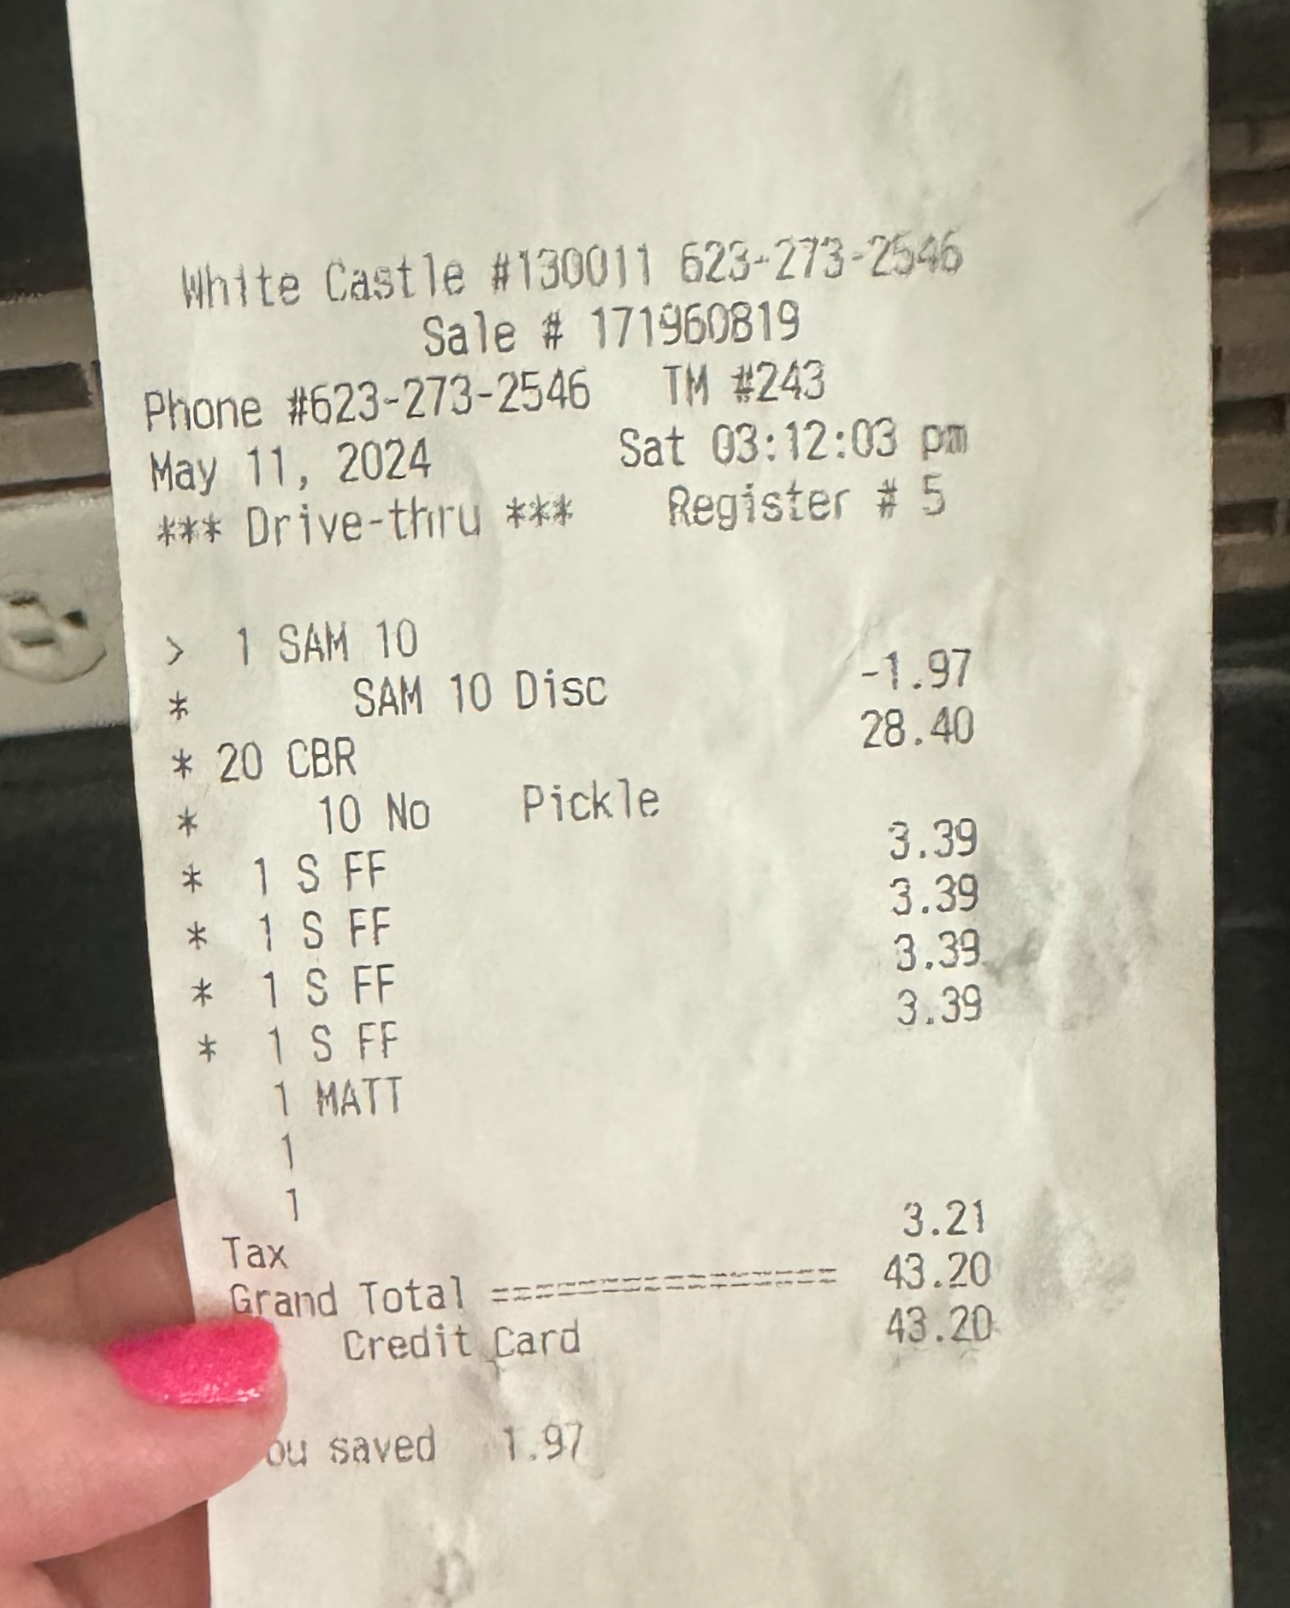 White Castle #130011 623-273-2546
Sale # 171960819
Phone #623-273-2546 TM #243
May 11, 2024 Sat 03:12:03 pm
*** Drive-thru *** Register # 5
> 1 SAM 10
* SAM 10 Disc -1.97
* 20 CBR 28.40
* 10 No Pickle
* 1 S FF 3.39
* 1 S FF 3.39
* 1 S FF 3.39
* 1 S FF 3.39
1 MATT
1
1
Tax 3.21
Grand Total ================ 43.20
Credit Card 43.20
ou saved 1.97